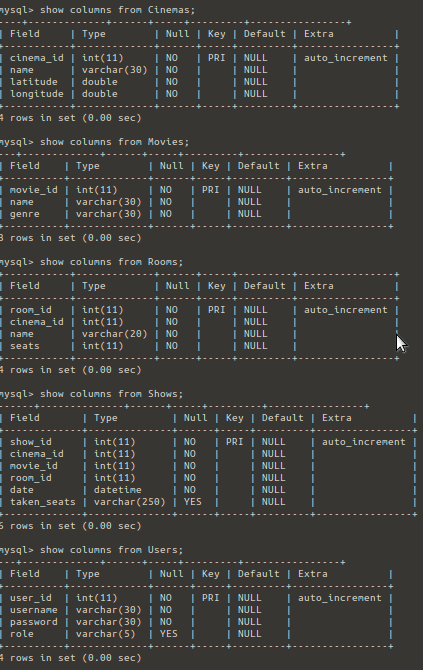 mysql> show columns from Cinemas;
---+-------------+------+-----+---------+----------------+
| Field      | Type        | Null | Key | Default | Extra          |
+------------+-------------+------+-----+---------+----------------+
| cinema_id  | int(11)     | NO   | PRI | NULL    | auto_increment |
| name       | varchar(30) | NO   |     | NULL    |                |
| latitude   | double      | NO   |     | NULL    |                |
| longitude  | double      | NO   |     | NULL    |                |
+------------+-------------+------+-----+---------+----------------+
4 rows in set (0.00 sec)
mysql> show columns from Movies;
---+-------------+------+-----+---------+----------------+
| Field    | Type        | Null | Key | Default | Extra          |
+----------+-------------+------+-----+---------+----------------+
| movie_id | int(11)     | NO   | PRI | NULL    | auto_increment |
| name     | varchar(30) | NO   |     | NULL    |                |
| genre    | varchar(30) | NO   |     | NULL    |                |
+----------+-------------+------+-----+---------+----------------+
3 rows in set (0.00 sec)
mysql> show columns from Rooms;
+-----------+-------------+------+-----+---------+----------------+
| Field     | Type        | Null | Key | Default | Extra          |
+-----------+-------------+------+-----+---------+----------------+
| room_id   | int(11)     | NO   | PRI | NULL    | auto_increment |
| cinema_id | int(11)     | NO   |     | NULL    |                |
| name      | varchar(20) | NO   |     | NULL    |                |
| seats     | int(11)     | NO   |     | NULL    |                |
+-----------+-------------+------+-----+---------+----------------+
4 rows in set (0.00 sec)
mysql> show columns from Shows;
------+--------------+------+-----+---------+----------------+
| Field       | Type         | Null | Key | Default | Extra          |
+-------------+--------------+------+-----+---------+----------------+
| show_id     | int(11)      | NO   | PRI | NULL    | auto_increment |
| cinema_id   | int(11)      | NO   |     | NULL    |                |
| movie_id    | int(11)      | NO   |     | NULL    |                |
| room_id     | int(11)      | NO   |     | NULL    |                |
| date        | datetime     | NO   |     | NULL    |                |
| taken_seats | varchar(250) | YES  |     | NULL    |                |
+-------------+--------------+------+-----+---------+----------------+
6 rows in set (0.00 sec)
mysql> show columns from Users;
---+-------------+------+-----+---------+----------------+
| Field    | Type        | Null | Key | Default | Extra          |
+----------+-------------+------+-----+---------+----------------+
| user_id  | int(11)     | NO   | PRI | NULL    | auto_increment |
| username | varchar(30) | NO   |     | NULL    |                |
| password | varchar(30) | NO   |     | NULL    |                |
| role     | varchar(5)  | YES  |     | NULL    |                |
+----------+-------------+------+-----+---------+----------------+
4 rows in set (0.00 sec)